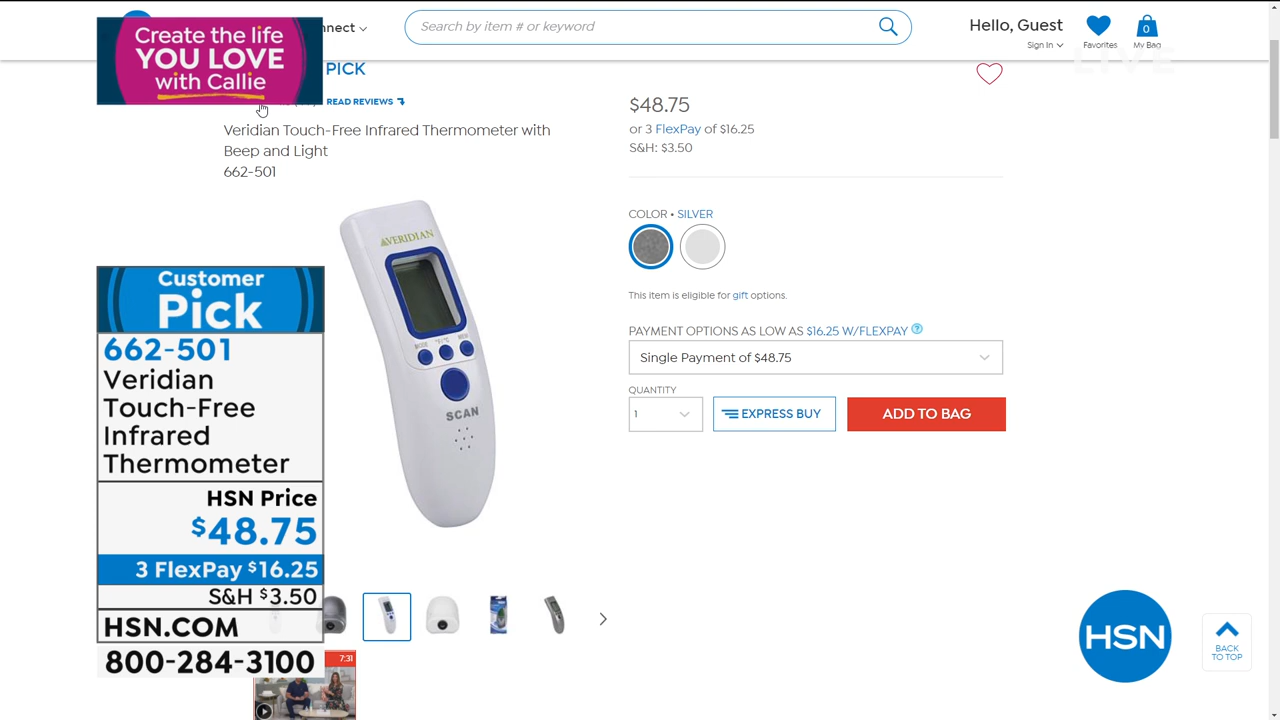 Create the life
YOU LOVE
with Callie
nnect
Search by item # or keyword
Hello, Guest
Sign In
Favorites
0
My Bag
LIVE
PICK
READ REVIEWS
Veridian Touch-Free Infrared Thermometer with
Beep and Light
662-501
$48.75
or 3 FlexPay of $16.25
S&H: $3.50
COLOR • SILVER
This item is eligible for gift options.
PAYMENT OPTIONS AS LOW AS $16.25 W/FLEXPAY ?
Single Payment of $48.75
QUANTITY
1
EXPRESS BUY
ADD TO BAG
VERIDIAN
MODE °F/°C MEM
SCAN
Customer
Pick
662-501
Veridian
Touch-Free
Infrared
Thermometer
HSN Price
$48.75
3 FlexPay $16.25
S&H $3.50
HSN.COM
800-284-3100
7:31
HSN
BACK
TO TOP